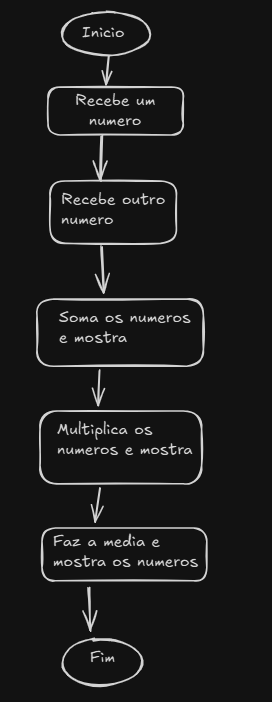 Inicio
Recebe um
numero
Recebe outro
numero
Soma os numeros
e mostra
Multiplica os
numeros e mostra
Faz a media e
mostra os numeros
Fim